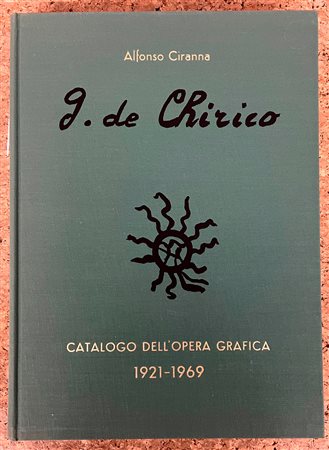 Alfonso Ciranna
g. de Chirico
CATALOGO DELL'OPERA GRAFICA
1921-1969